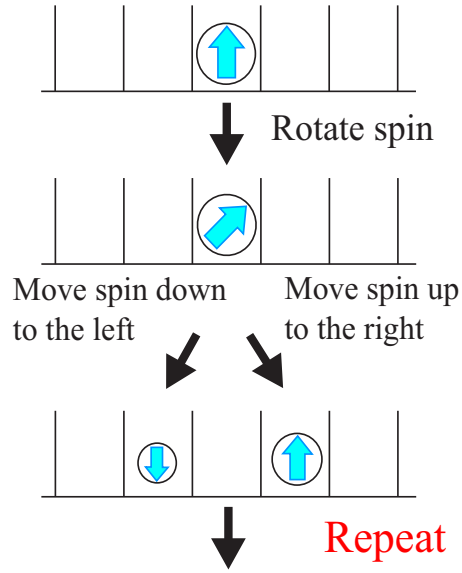 Rotate spin
Move spin down
to the left
Move spin up
to the right
Repeat